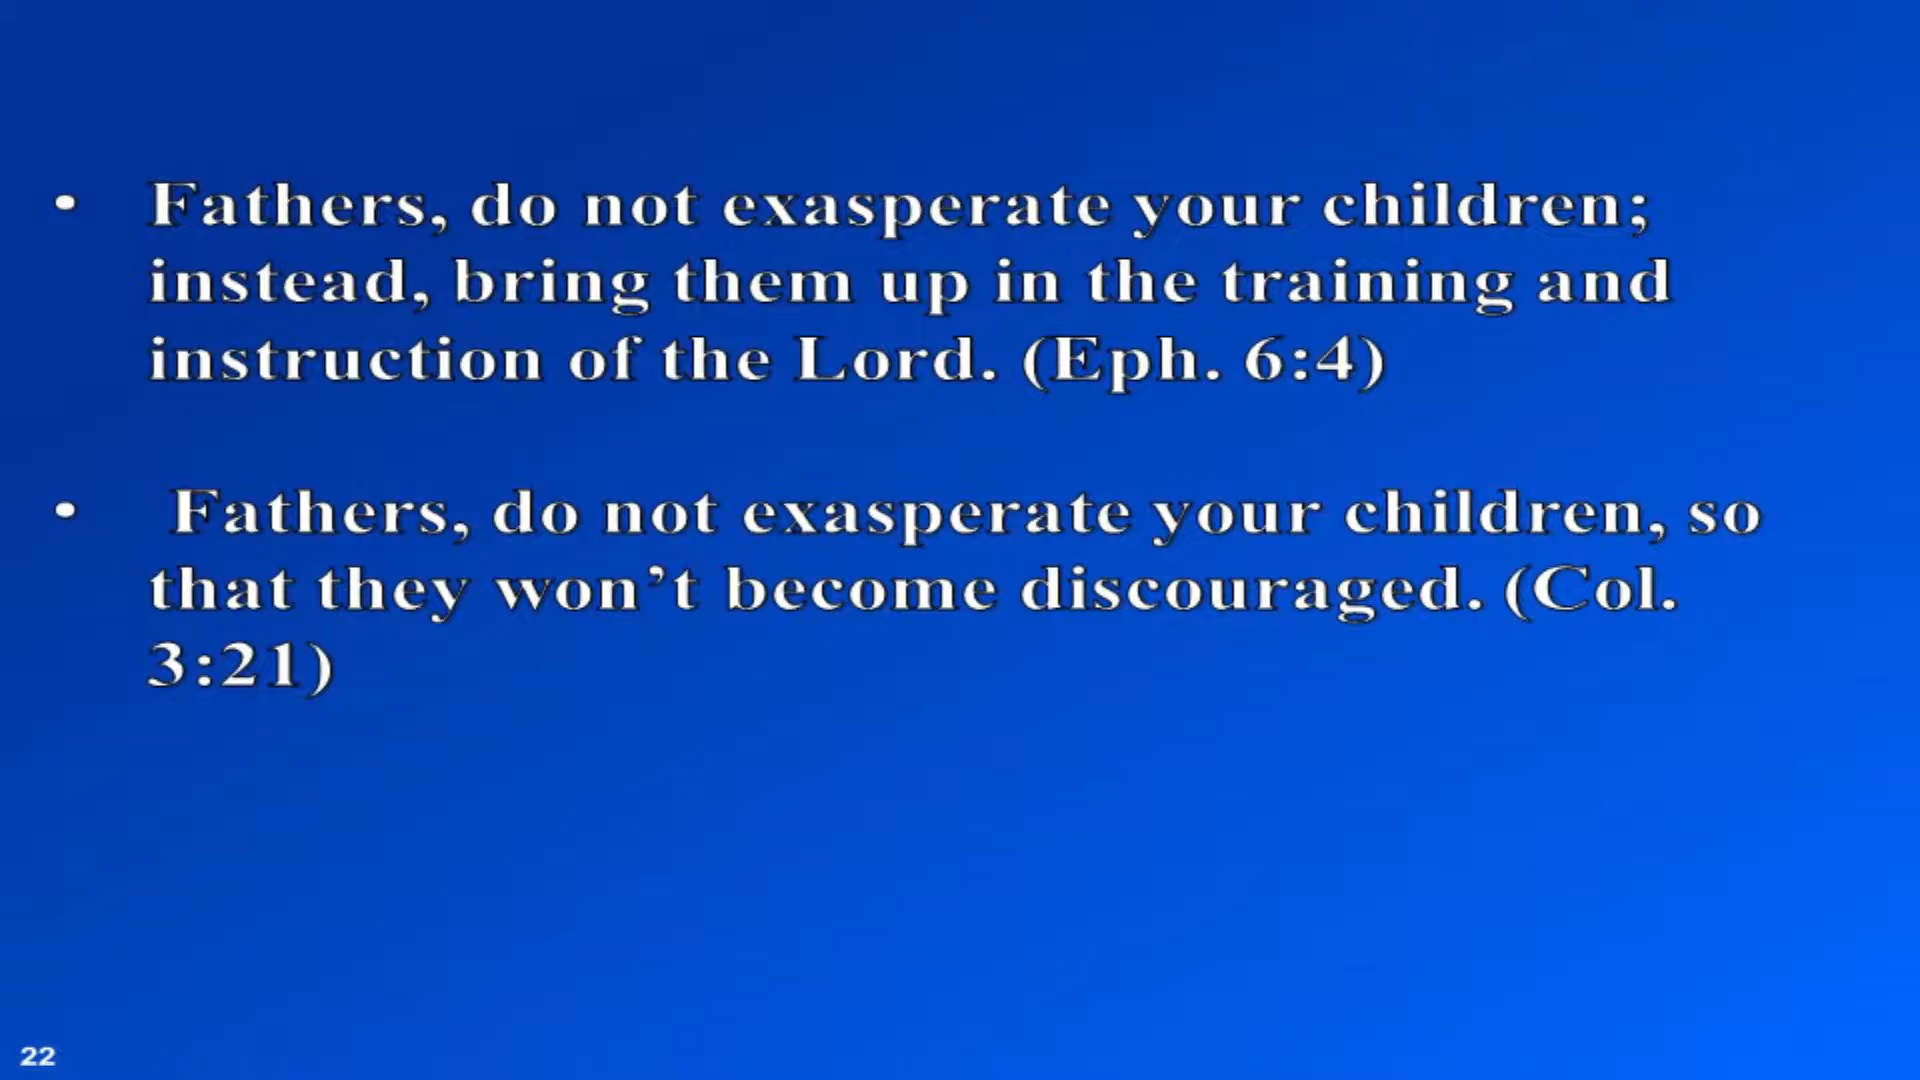 • Fathers, do not exasperate your children;
instead, bring them up in the training and
instruction of the Lord. (Eph. 6:4)
• Fathers, do not exasperate your children, so
that they won’t become discouraged. (Col.
3:21)
22